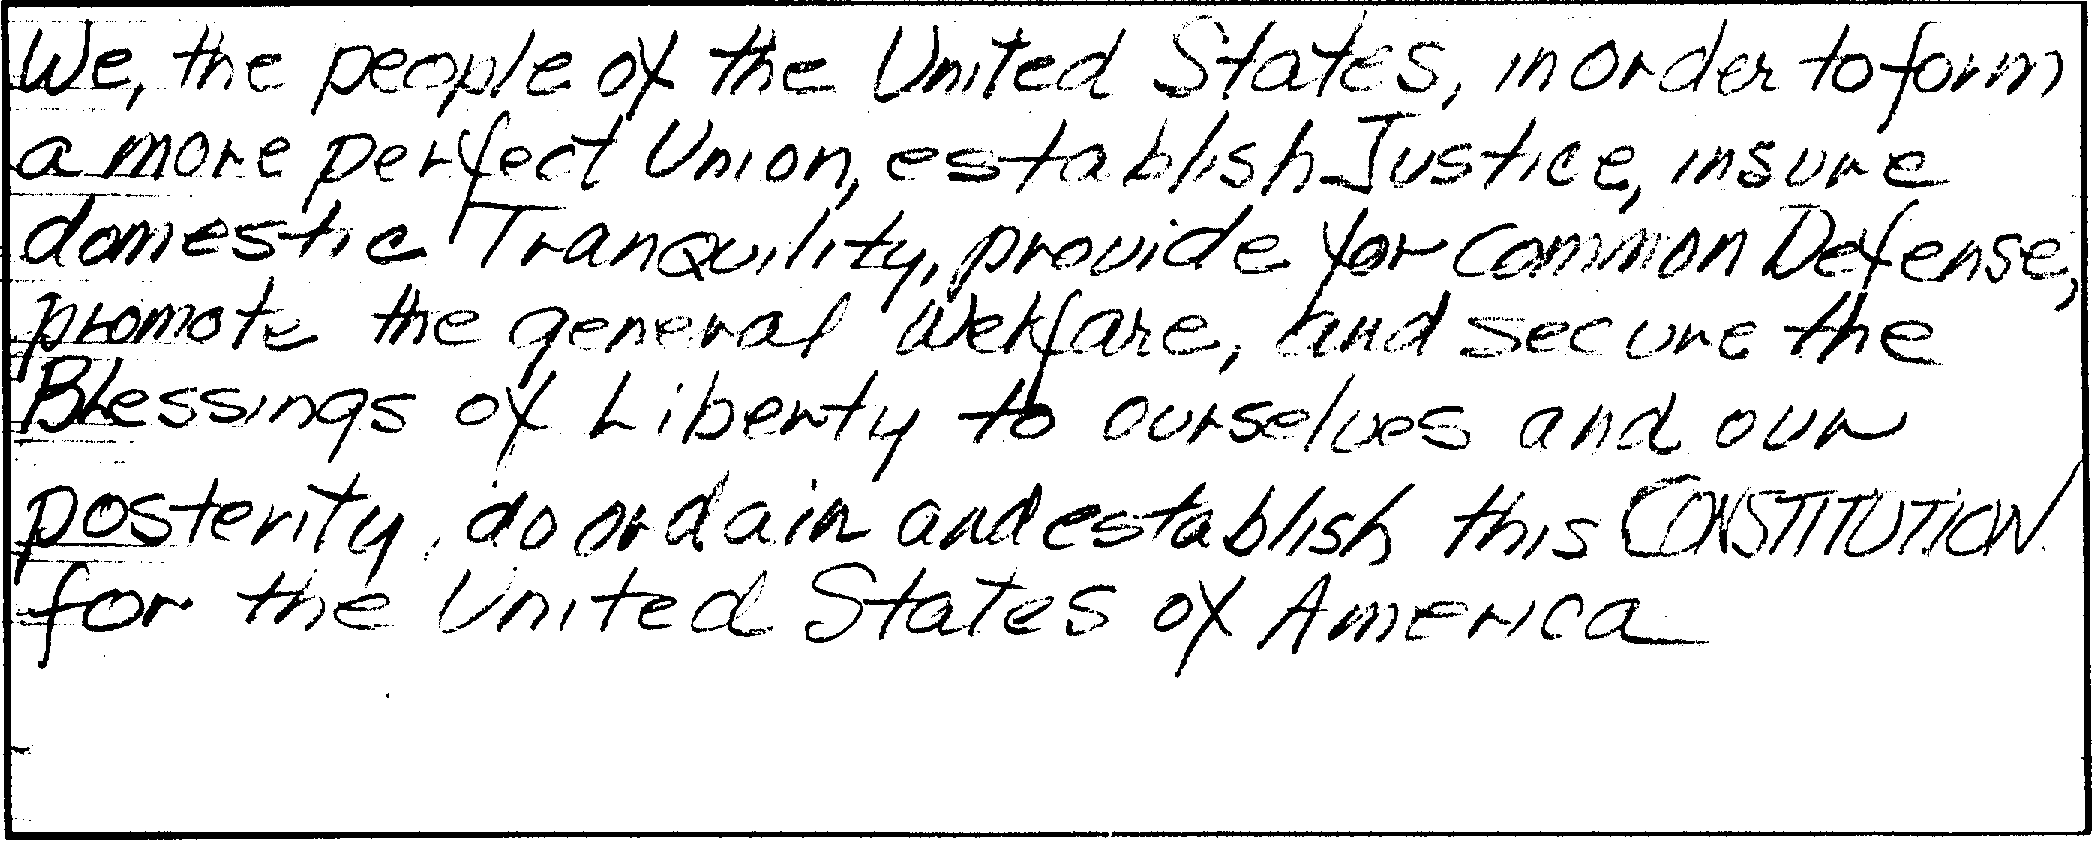 We, the people of the United States, in order to form
a more perfect Union, establish Justice, insure
domestic Tranquility, provide for common Defense,
promote the general Welfare, and secure the
Blessings of Liberty to ourselves and our
posterity, do ordain and establish this CONSTITUTION
for the United States of America